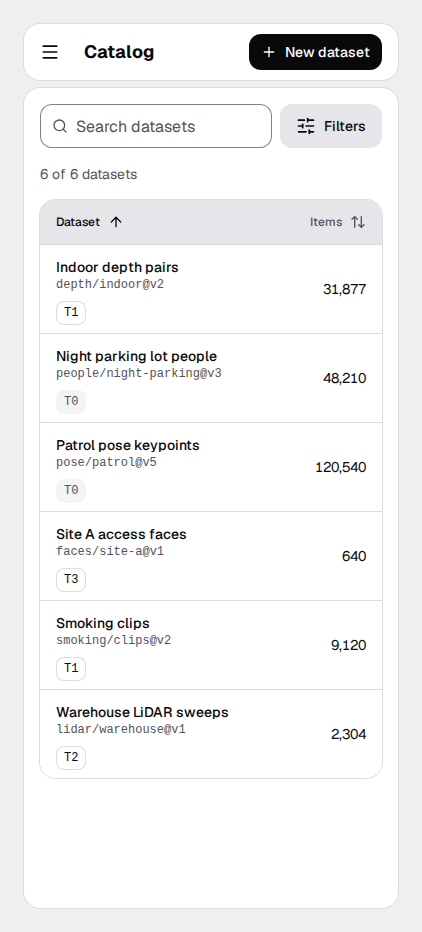 Catalog
New dataset
Search datasets
Filters
6 of 6 datasets
Dataset Items
Indoor depth pairs
depth/indoor@v2
31,877
T1
Night parking lot people
people/night-parking@v3
48,210
T0
Patrol pose keypoints
pose/patrol@v5
120,540
T0
Site A access faces
faces/site-a@v1
640
T3
Smoking clips
smoking/clips@v2
9,120
T1
Warehouse LiDAR sweeps
lidar/warehouse@v1
2,304
T2